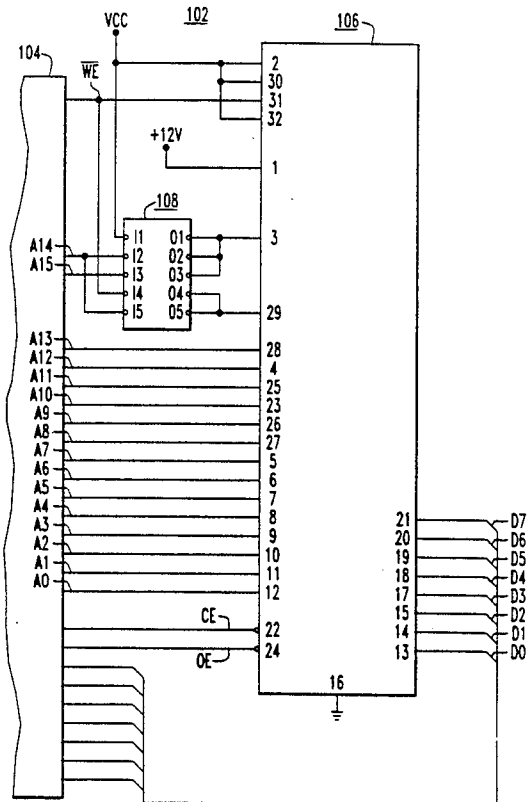 102
106
VCC
104
WE
2
30
31
32
+12V
1
108
I1 O1
I2 O2
I3 O3
I4 O4
I5 O5
3
29
A14
A15
A13
A12
A11
A10
A9
A8
A7
A6
A5
A4
A3
A2
A1
A0
28
4
25
23
26
27
5
6
7
8
9
10
11
12
CE
22
OE
24
21 D7
20 D6
19 D5
18 D4
17 D3
15 D2
14 D1
13 D0
16